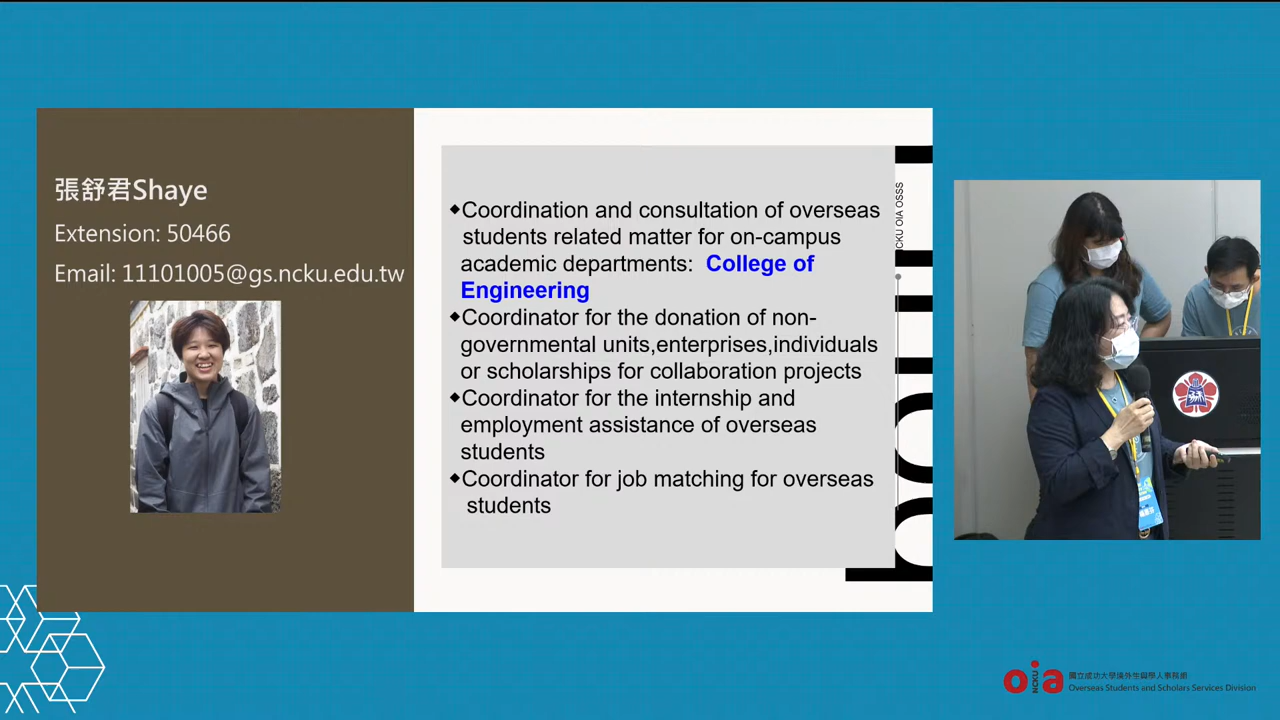 張舒君Shaye
Extension: 50466
Email: 11101005@gs.ncku.edu.tw
◆Coordination and consultation of overseas
students related matter for on-campus
academic departments: College of
Engineering
◆Coordinator for the donation of non-
governmental units,enterprises,individuals
or scholarships for collaboration projects
◆Coordinator for the internship and
employment assistance of overseas
students
◆Coordinator for job matching for overseas
students
NCKU OIA OSSS
oia
NCKU
國立成功大學境外生與學人事務組
Overseas Students and Scholars Services Division